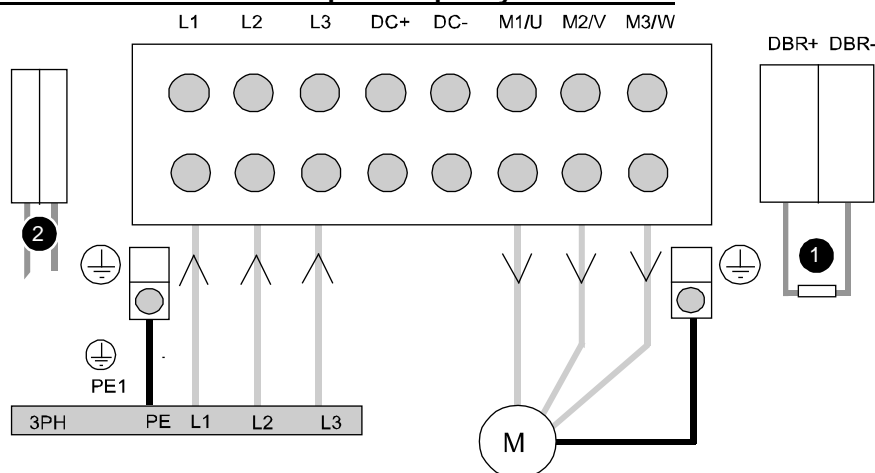 L1 L2 L3 DC+ DC- M1/U M2/V M3/W
DBR+ DBR-
2
1
PE1
3PH PE L1 L2 L3
M